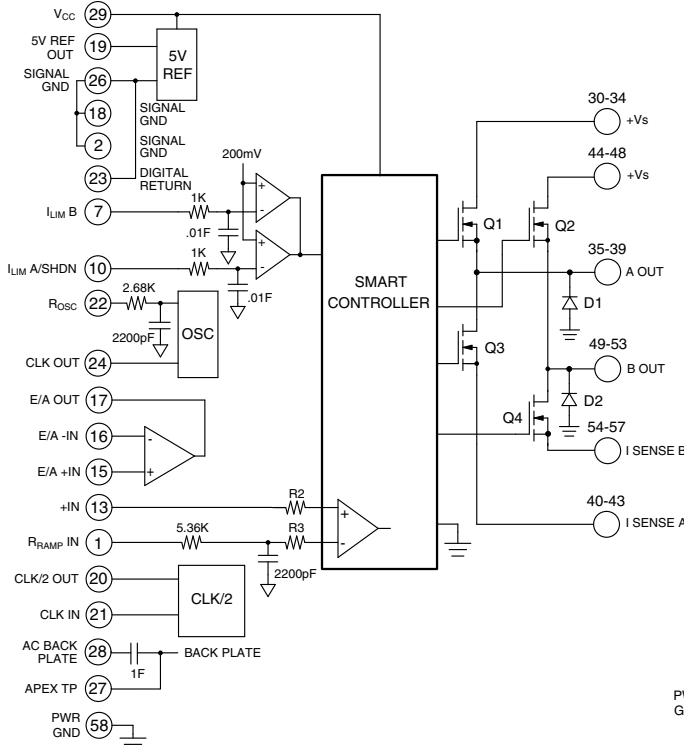 VCC 29
5V REF OUT 19
5V REF
SIGNAL GND 26
18 SIGNAL GND
2 SIGNAL GND
23 DIGITAL RETURN
200mV
ILIM B 7
1K
+
-
.01F
ILIM A/SHDN 10
1K
+
-
.01F
ROSC 22
2.68K
2200pF
OSC
CLK OUT 24
E/A OUT 17
E/A -IN 16
-
E/A +IN 15
+
+IN 13
R2
+
RRAMP IN 1
5.36K
R3
-
2200pF
CLK/2 OUT 20
CLK/2
CLK IN 21
AC BACK PLATE 28
BACK PLATE
1F
APEX TP 27
PWR GND 58
SMART CONTROLLER
30-34
+Vs
44-48
+Vs
Q1
Q2
35-39
A OUT
D1
Q3
49-53
B OUT
D2
Q4
54-57
I SENSE B
40-43
I SENSE A